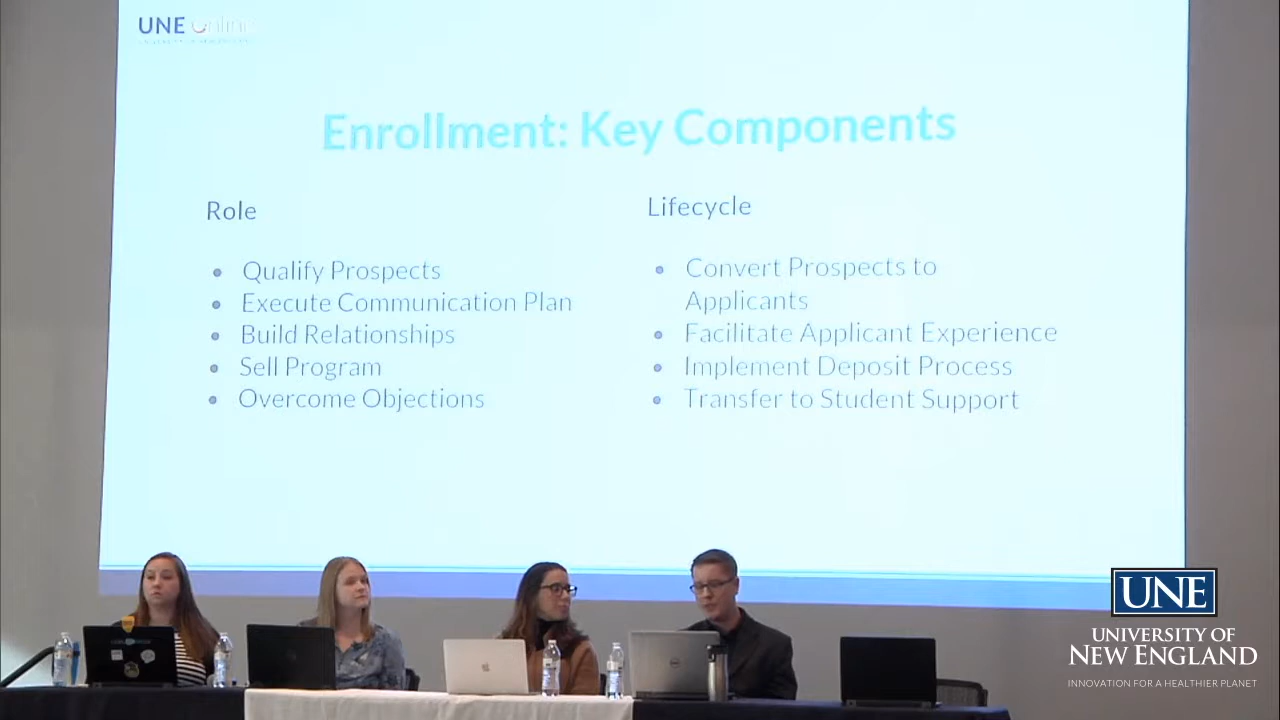 UNE online
Enrollment: Key Components
Role
Qualify Prospects
Execute Communication Plan
Build Relationships
Sell Program
Overcome Objections
Lifecycle
Convert Prospects to
Applicants
Facilitate Applicant Experience
Implement Deposit Process
Transfer to Student Support
UNE
UNIVERSITY OF
NEW ENGLAND
INNOVATION FOR A HEALTHIER PLANET